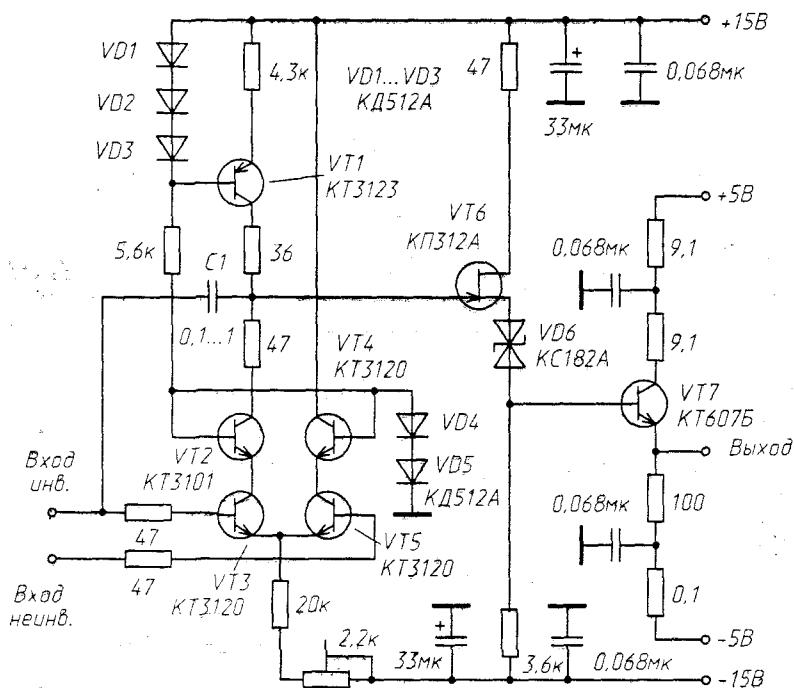 +15В
VD1
VD2
VD3
4,3к
VD1...VD3
КД512А
47
+
33мк
0,068мк
VT1
КТ3123
5,6к
36
C1
0,1...1
47
VT6
КП312А
+5В
0,068мк
9,1
9,1
VD6
КС182А
VT4
КТ3120
VT7
КТ607Б
VD4
VD5
КД512А
VT2
КТ3101
Выход
Вход
инв.
47
47
100
0,068мк
VT5
КТ3120
VT3
КТ3120
Вход
неинв.
20к
2,2к
+
33мк
3,6к
0,068мк
0,1
-5В
-15В